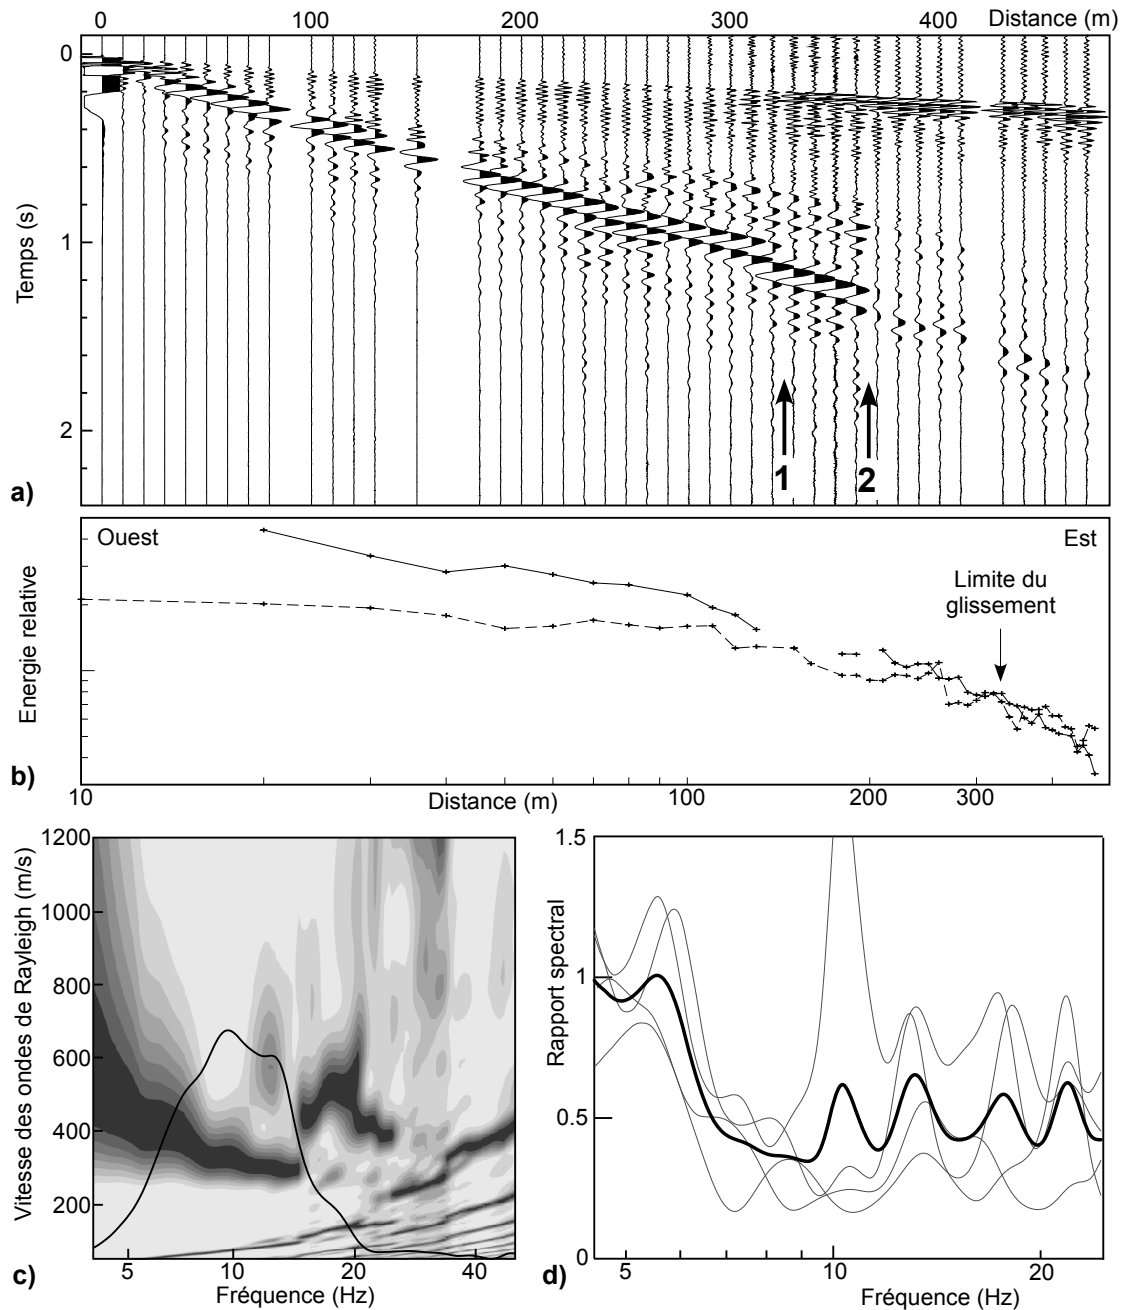 0 100 200 300 400 Distance (m)
0
1
2
Temps (s)
1 2
a)
Ouest Est
Limite du
glissement
Energie relative
b)
10 100 200 300
Distance (m)
1200
1000
800
600
400
200
Vitesse des ondes de Rayleigh (m/s)
5 10 20 40
Fréquence (Hz)
c)
1.5
1
0.5
0
Rapport spectral
5 10 20
Fréquence (Hz)
d)